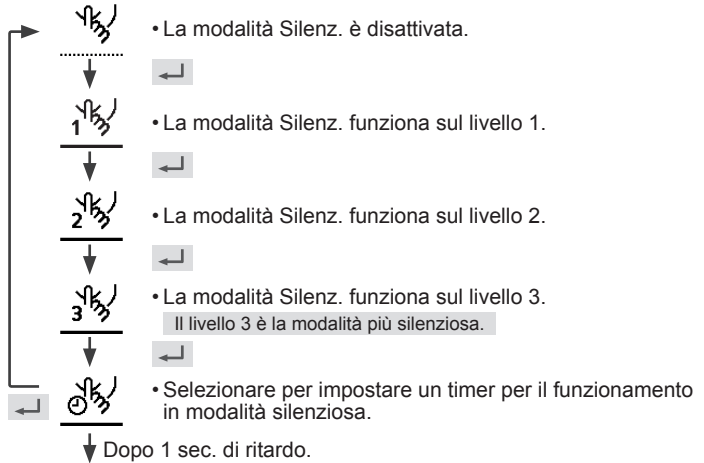 • La modalità Silenz. è disattivata.
1
• La modalità Silenz. funziona sul livello 1.
2
• La modalità Silenz. funziona sul livello 2.
3
• La modalità Silenz. funziona sul livello 3.
Il livello 3 è la modalità più silenziosa.
• Selezionare per impostare un timer per il funzionamento
in modalità silenziosa.
Dopo 1 sec. di ritardo.